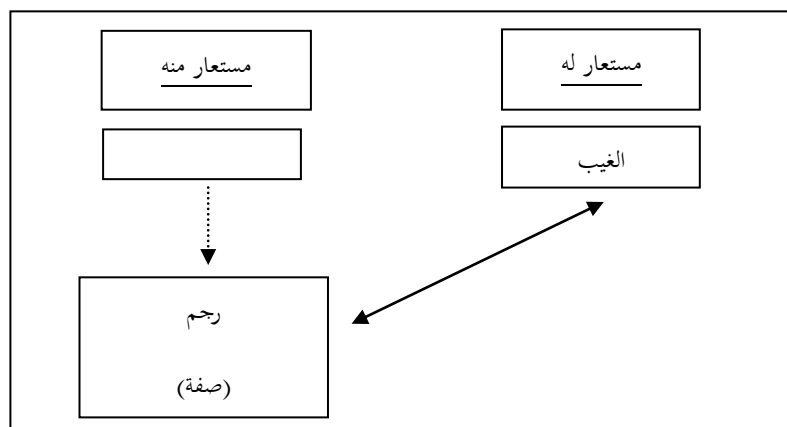 مستعار له
مستعار منه
الغيب
رجم
(صفة)